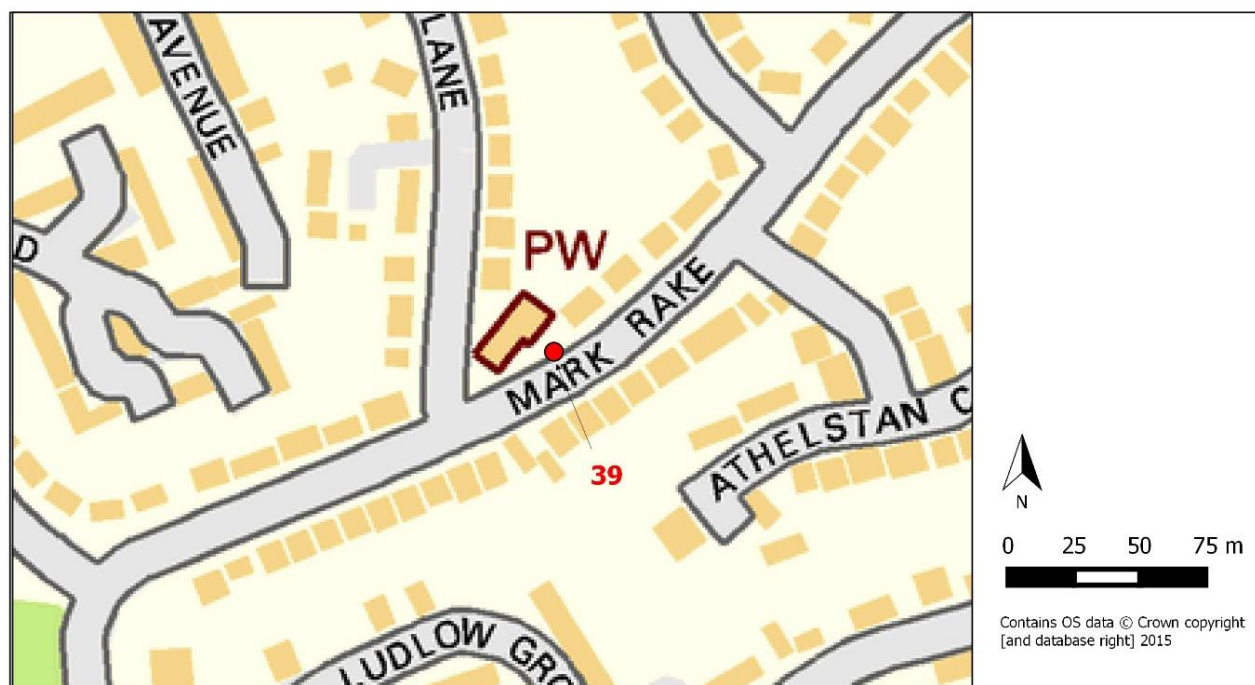 AVENUE
LANE
D
PW
MARK RAKE
39
ATHELSTAN C
LUDLOW GRO
N
0 25 50 75 m
Contains OS data © Crown copyright
[and database right] 2015